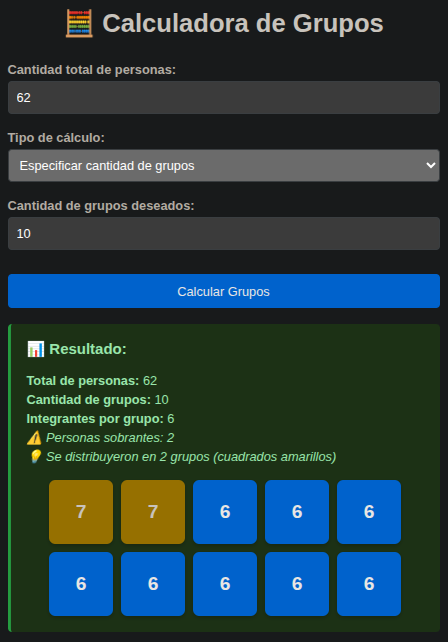 🧮 Calculadora de Grupos
Cantidad total de personas:
62
Tipo de cálculo:
Especificar cantidad de grupos
Cantidad de grupos deseados:
10
Calcular Grupos
📊 Resultado:
Total de personas: 62
Cantidad de grupos: 10
Integrantes por grupo: 6
⚠️ Personas sobrantes: 2
💡 Se distribuyeron en 2 grupos (cuadrados amarillos)
7 7 6 6 6
6 6 6 6 6